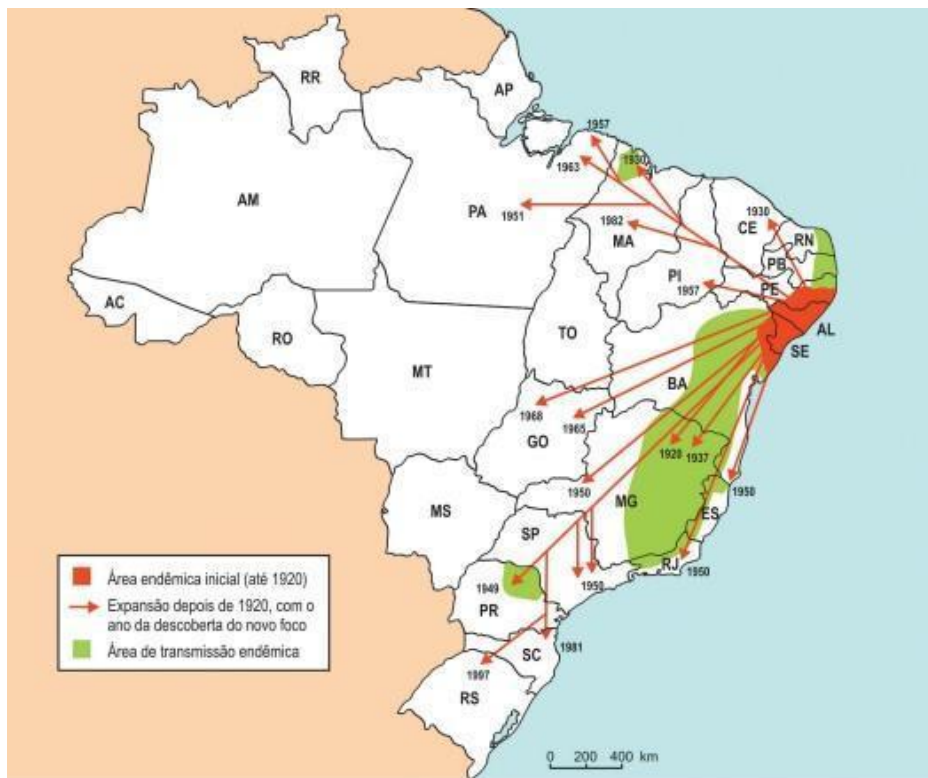 RR
AP
1957
1963
1930
AM
PA
1951
1982
MA
CE
1930
RN
PB
PI
1957
PE
AC
RO
TO
AL
SE
MT
BA
1968
GO
1965
1920
1937
1950
MG
1950
MS
ES
SP
RJ
1950
1949
1950
PR
SC
1981
1997
RS
Área endêmica inicial (até 1920)
Expansão depois de 1920, com o
ano da descoberta do novo foco
Área de transmissão endêmica
0 200 400 km